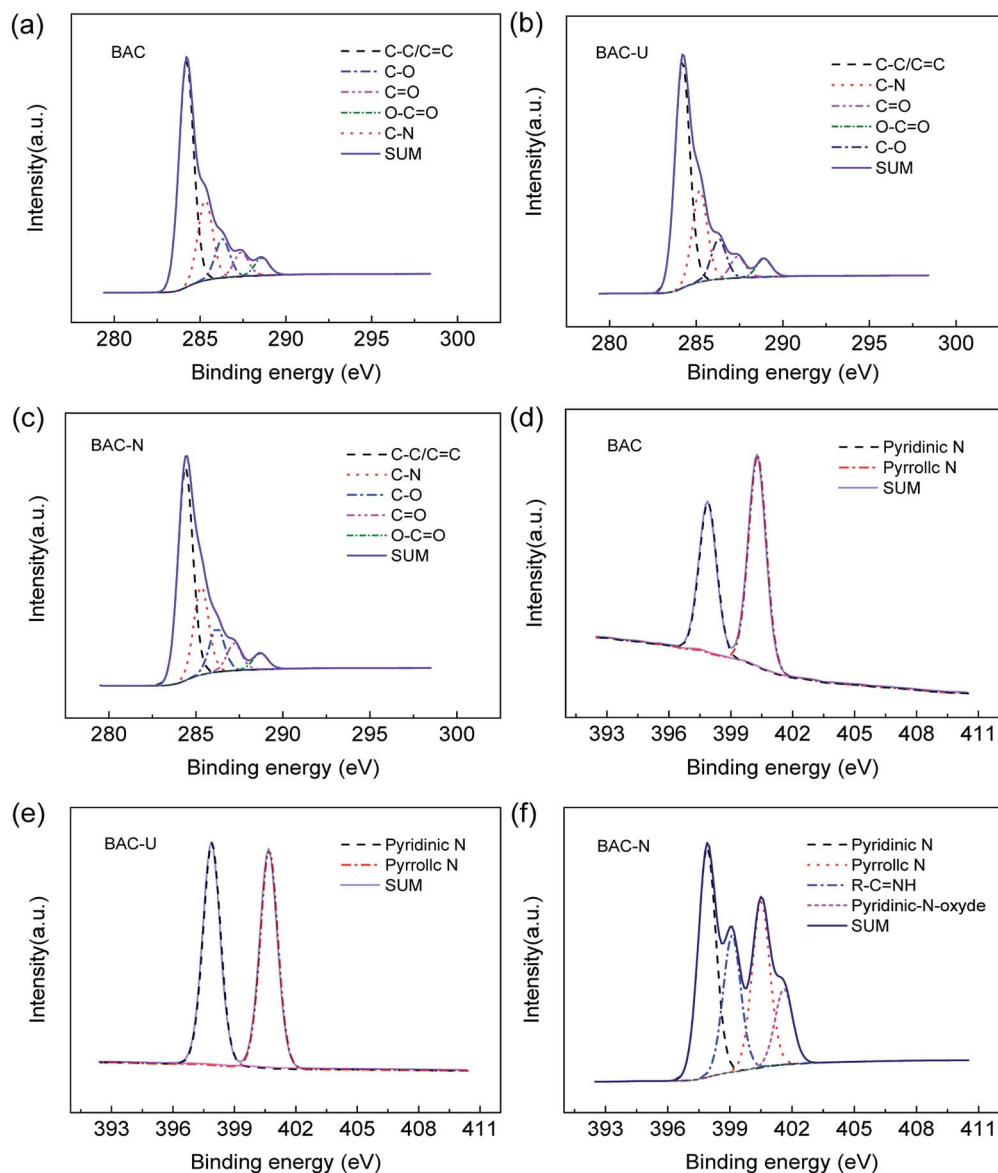 (a)
BAC
C-C/C=C
C-O
C=O
O-C=O
C-N
SUM
Intensity(a.u.)
280 285 290 295 300
Binding energy (eV)
(b)
BAC-U
C-C/C=C
C-N
C=O
O-C=O
C-O
SUM
Intensity(a.u.)
280 285 290 295 300
Binding energy (eV)
(c)
BAC-N
C-C/C=C
C-N
C-O
C=O
O-C=O
SUM
Intensity(a.u.)
280 285 290 295 300
Binding energy (eV)
(d)
BAC
Pyridinic N
Pyrrollc N
SUM
Intensity(a.u.)
393 396 399 402 405 408 411
Binding energy (eV)
(e)
BAC-U
Pyridinic N
Pyrrollc N
SUM
Intensity(a.u.)
393 396 399 402 405 408 411
Binding energy (eV)
(f)
BAC-N
Pyridinic N
Pyrrollc N
R-C=NH
Pyridinic-N-oxyde
SUM
Intensity(a.u.)
393 396 399 402 405 408 411
Binding energy (eV)